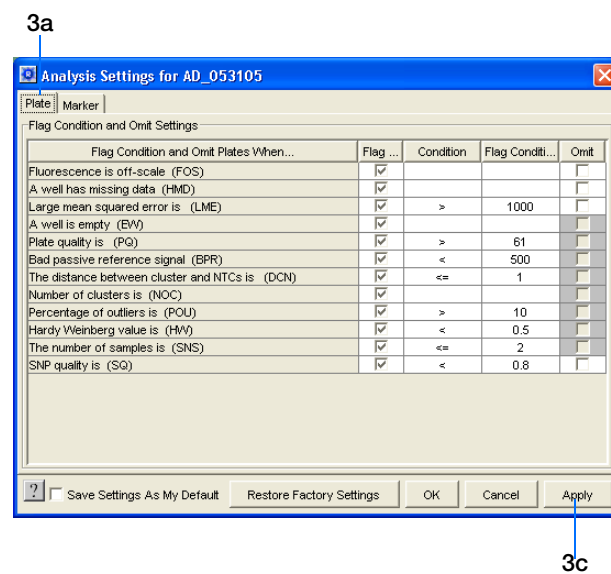 3a
Analysis Settings for AD_053105
Plate Marker
Flag Condition and Omit Settings
Flag Condition and Omit Plates When... Flag ... Condition Flag Conditi... Omit
Fluorescence is off-scale (FOS)
A well has missing data (HMD)
Large mean squared error is (LME) > 1000
A well is empty (EW)
Plate quality is (PQ) > 61
Bad passive reference signal (BPR) < 500
The distance between cluster and NTCs is (DCN) <= 1
Number of clusters is (NOC)
Percentage of outliers is (POU) > 10
Hardy Weinberg value is (HW) < 0.5
The number of samples is (SNS) <= 2
SNP quality is (SQ) < 0.8
? Save Settings As My Default Restore Factory Settings OK Cancel Apply
3c